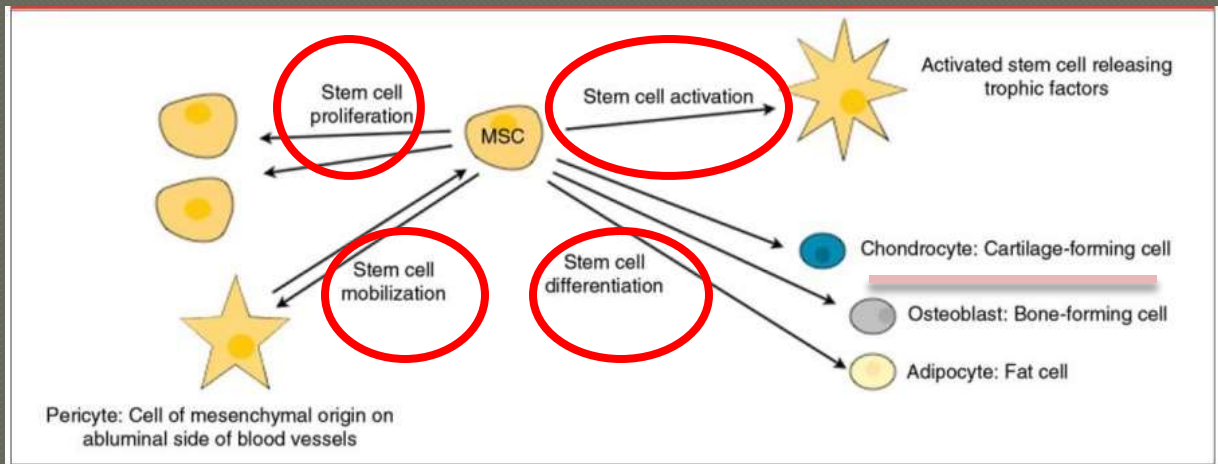 Stem cell
proliferation
MSC
Stem cell activation
Activated stem cell releasing
trophic factors
Stem cell
mobilization
Stem cell
differentiation
Chondrocyte: Cartilage-forming cell
Osteoblast: Bone-forming cell
Adipocyte: Fat cell
Pericyte: Cell of mesenchymal origin on
abluminal side of blood vessels